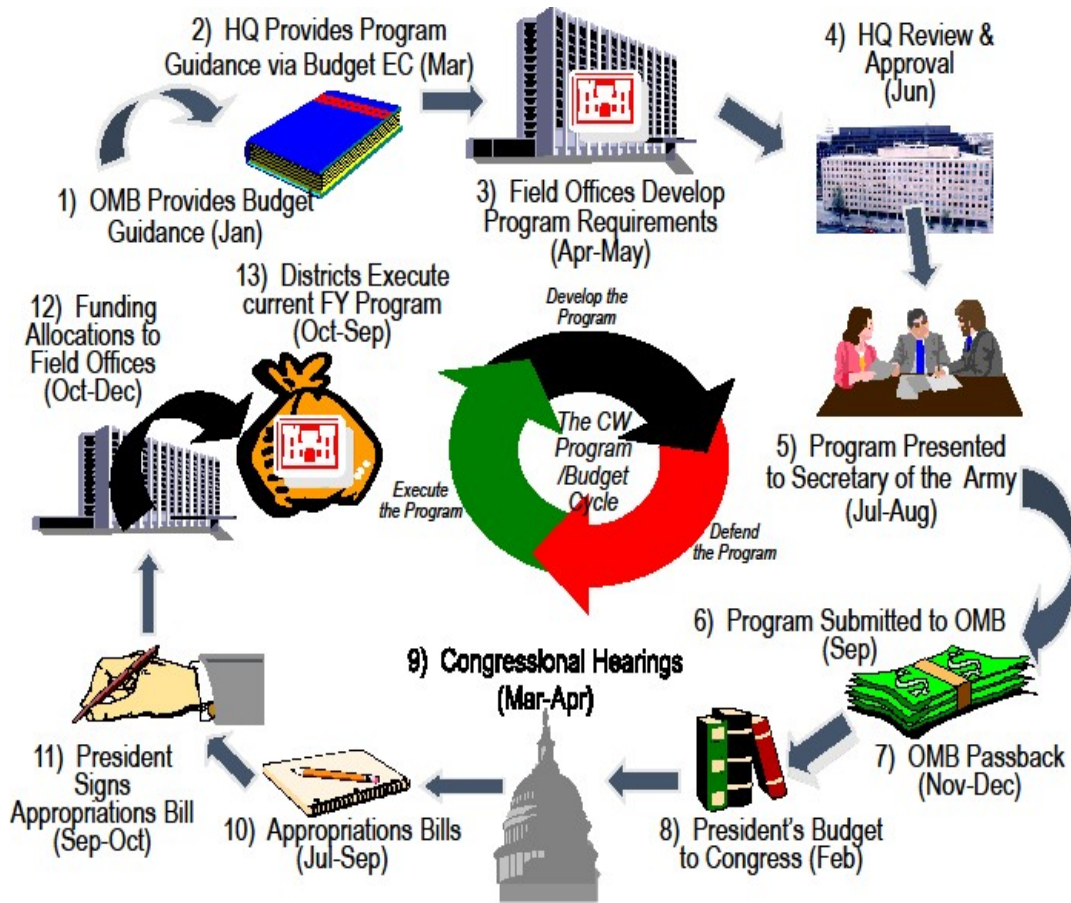 2) HQ Provides Program
Guidance via Budget EC (Mar)
4) HQ Review &
Approval
(Jun)
1) OMB Provides Budget
Guidance (Jan)
3) Field Offices Develop
Program Requirements
(Apr-May)
13) Districts Execute
current FY Program
(Oct-Sep)
12) Funding
Allocations to
Field Offices
(Oct-Dec)
Develop the
Program
The CW
Program
/Budget
Cycle
Execute
the Program
Defend
the Program
5) Program Presented
to Secretary of the Army
(Jul-Aug)
6) Program Submitted to OMB
(Sep)
9) Congressional Hearings
(Mar-Apr)
7) OMB Passback
(Nov-Dec)
11) President
Signs
Appropriations Bill
(Sep-Oct)
10) Appropriations Bills
(Jul-Sep)
8) President's Budget
to Congress (Feb)